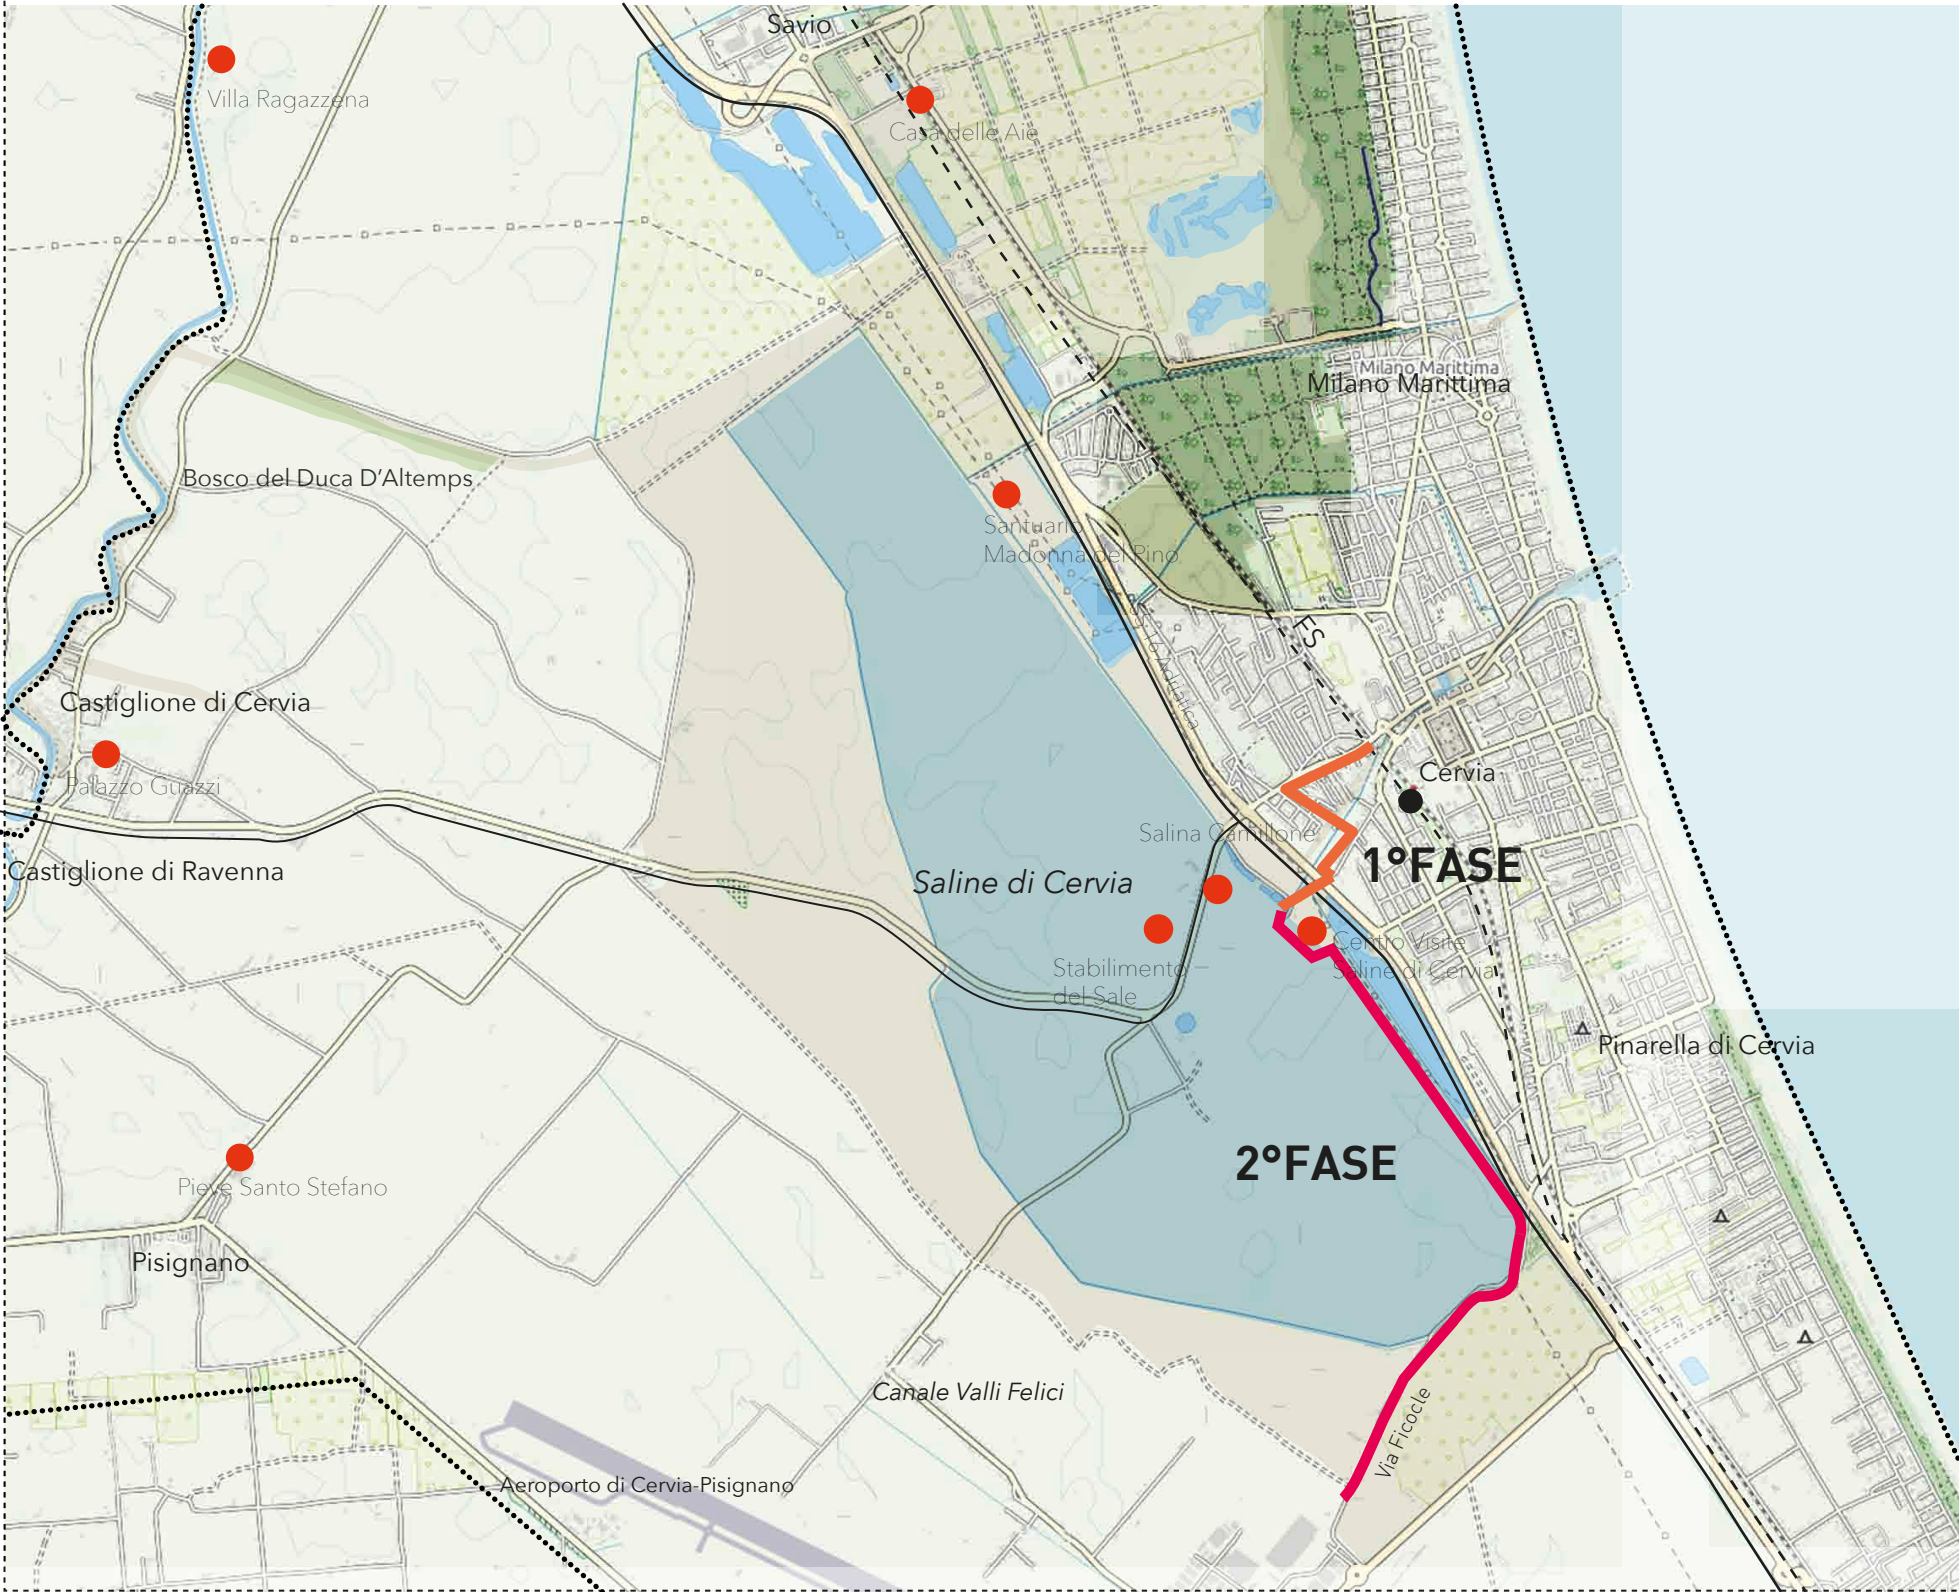 Savio
Villa Ragazzena
Casa delle Aie
Milano Marittima
Milano Marittima
Bosco del Duca D'Altemps
Santuario
Madonna del Pino
FS
S.S.16 Adriatica
Castiglione di Cervia
Palazzo Guazzi
Cervia
Salina Camillone
1°FASE
Castiglione di Ravenna
Saline di Cervia
Centro Visite
Saline di Cervia
Stabilimento
del Sale
Pinarella di Cervia
2°FASE
Pieve Santo Stefano
Pisignano
Canale Valli Felici
Via Ficocle
Aeroporto di Cervia-Pisignano